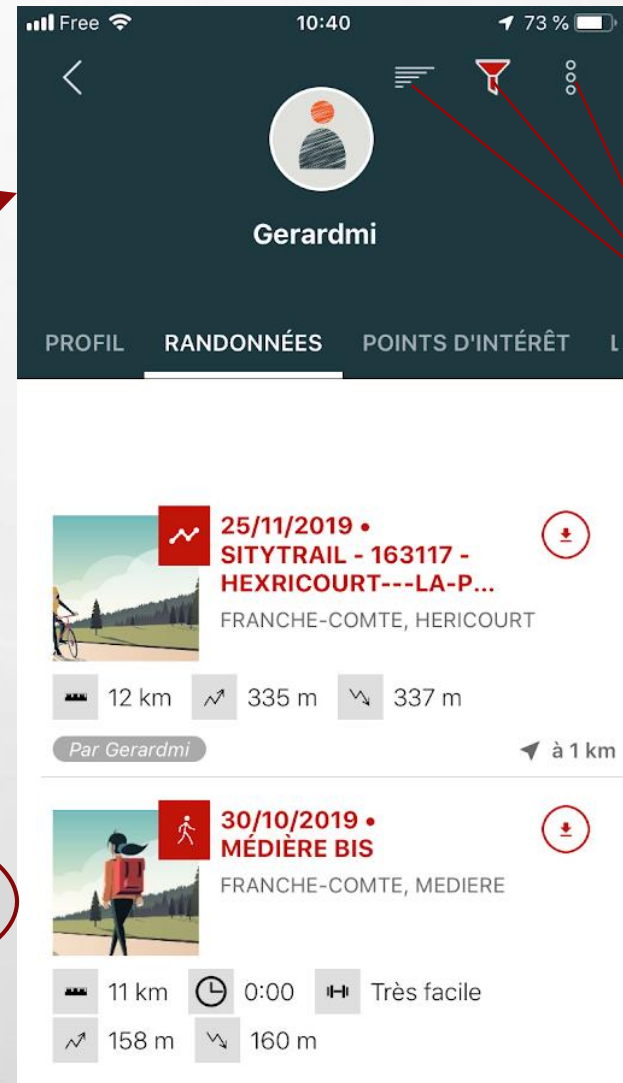 Free 10:40 73 %
Gerardmi
PROFIL RANDONNÉES POINTS D'INTÉRÊT L
25/11/2019 •
SITYTRAIL - 163117 -
HEXRICOURT---LA-P...
FRANCHE-COMTE, HERICOURT
12 km 335 m 337 m
Par Gerardmi à 1 km
30/10/2019 •
MÉDIÈRE BIS
FRANCHE-COMTE, MEDIERE
11 km 0:00 Très facile
158 m 160 m